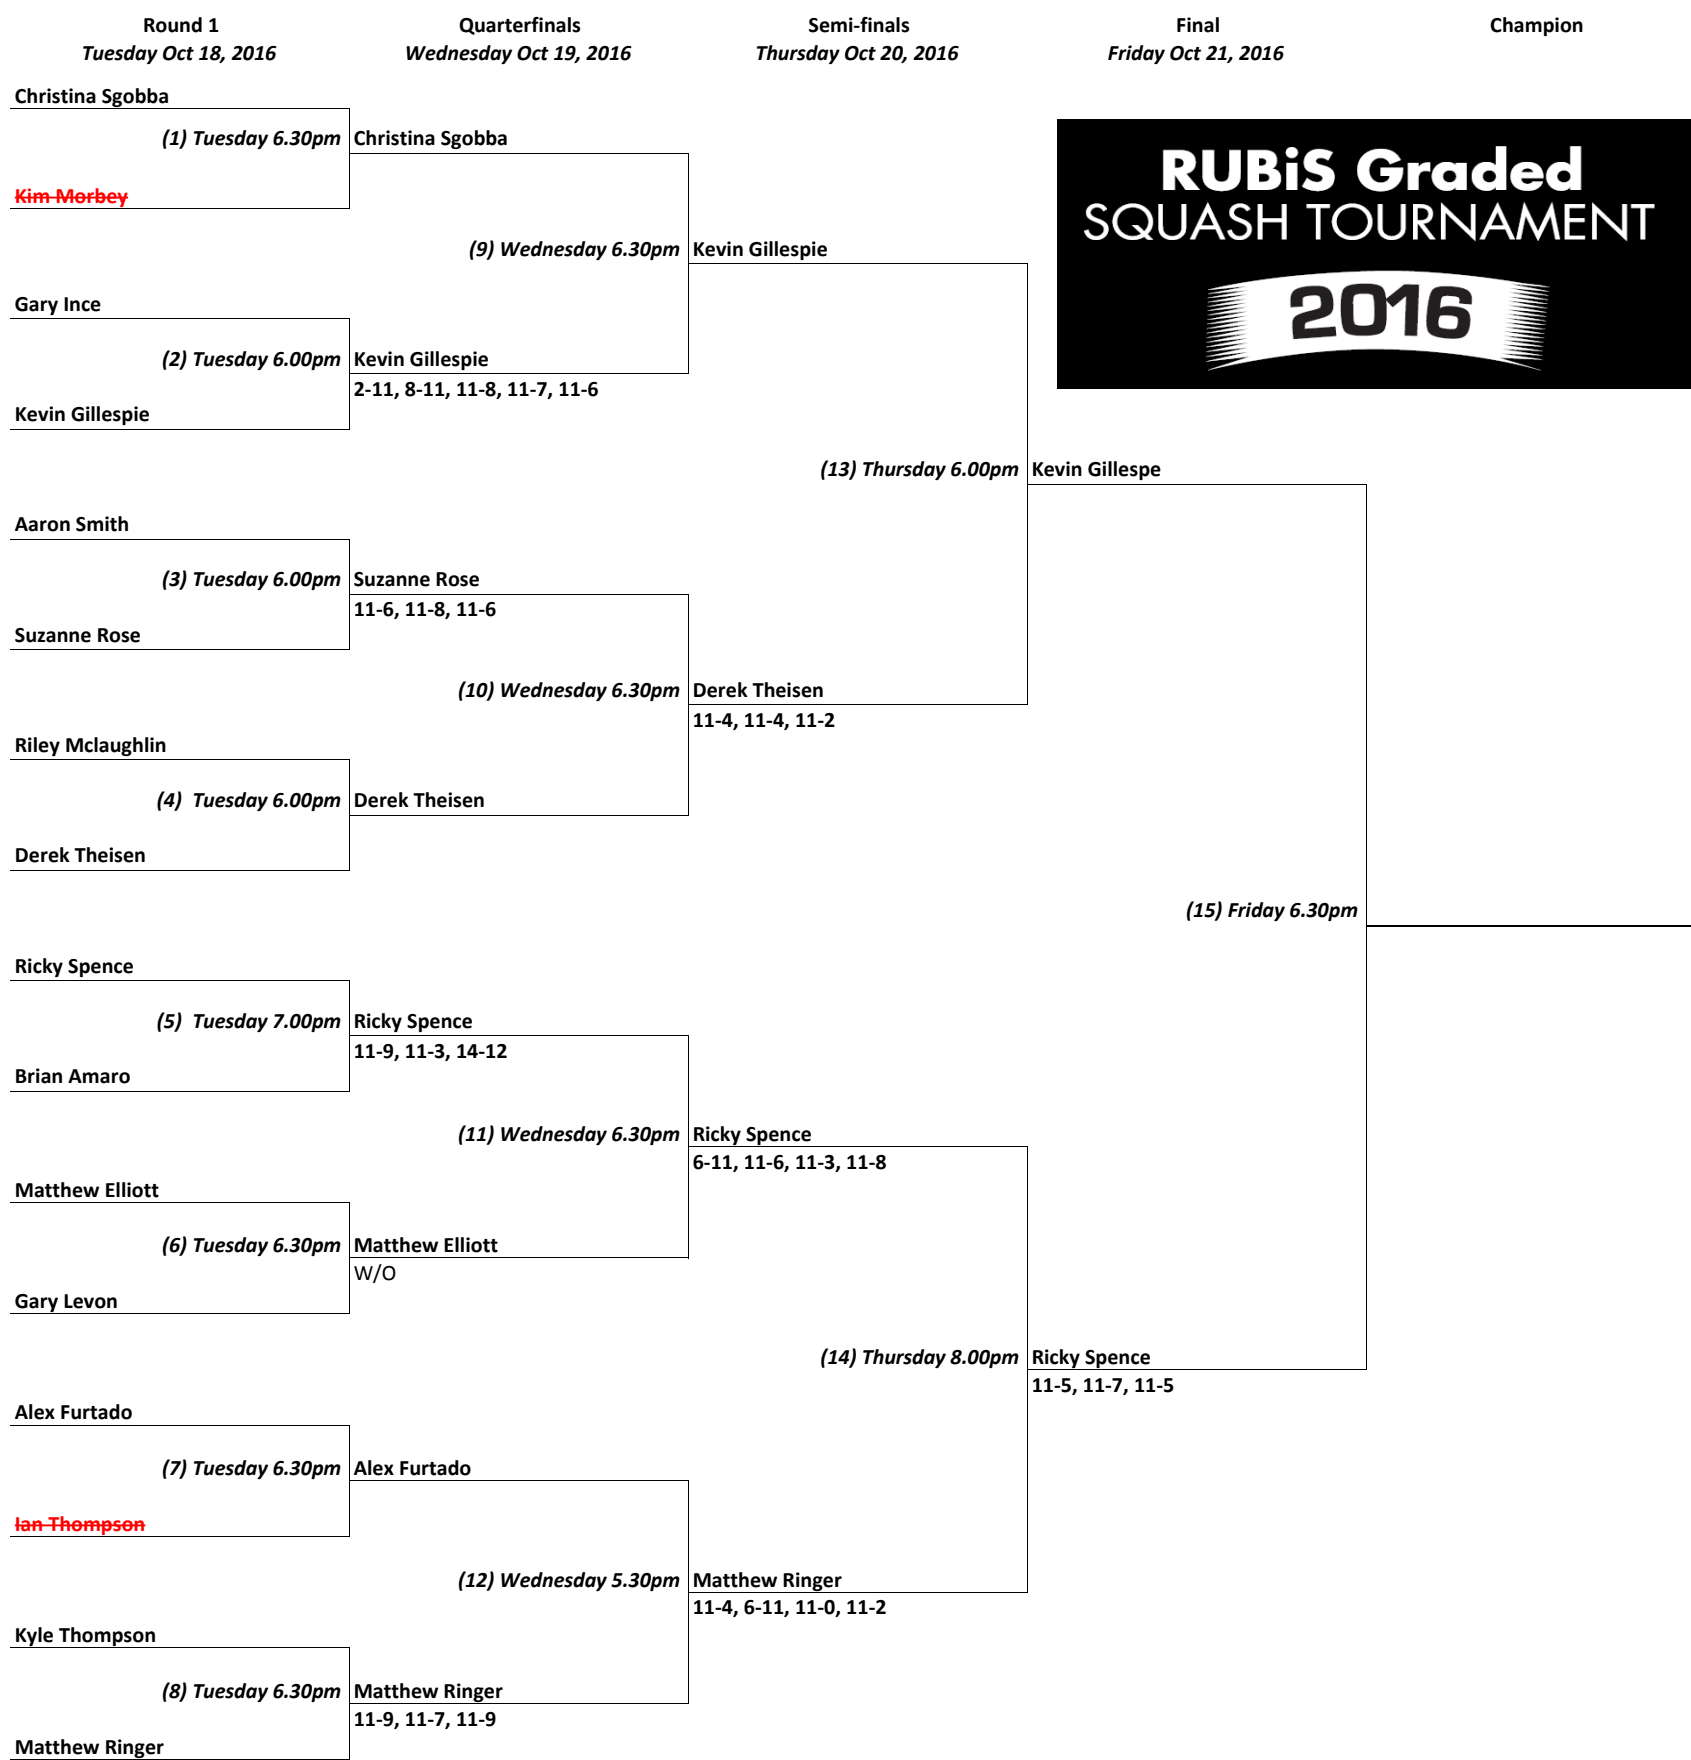 Round 1 Quarterfinals Semi-finals Final Champion
Tuesday Oct 18, 2016 Wednesday Oct 19, 2016 Thursday Oct 20, 2016 Friday Oct 21, 2016
Christina Sgobba
(1) Tuesday 6.30pm Christina Sgobba
RUBiS Graded
Kim Morbey
SQUASH TOURNAMENT
(9) Wednesday 6.30pm Kevin Gillespie
Gary Ince
2016
(2) Tuesday 6.00pm Kevin Gillespie
2-11, 8-11, 11-8, 11-7, 11-6
Kevin Gillespie
(13) Thursday 6.00pm Kevin Gillespe
Aaron Smith
(3) Tuesday 6.00pm Suzanne Rose
11-6, 11-8, 11-6
Suzanne Rose
(10) Wednesday 6.30pm Derek Theisen
11-4, 11-4, 11-2
Riley Mclaughlin
(4) Tuesday 6.00pm Derek Theisen
Derek Theisen
(15) Friday 6.30pm
Ricky Spence
(5) Tuesday 7.00pm Ricky Spence
11-9, 11-3, 14-12
Brian Amaro
(11) Wednesday 6.30pm Ricky Spence
6-11, 11-6, 11-3, 11-8
Matthew Elliott
(6) Tuesday 6.30pm Matthew Elliott
W/O
Gary Levon
(14) Thursday 8.00pm Ricky Spence
11-5, 11-7, 11-5
Alex Furtado
(7) Tuesday 6.30pm Alex Furtado
Ian Thompson
(12) Wednesday 5.30pm Matthew Ringer
11-4, 6-11, 11-0, 11-2
Kyle Thompson
(8) Tuesday 6.30pm Matthew Ringer
11-9, 11-7, 11-9
Matthew Ringer